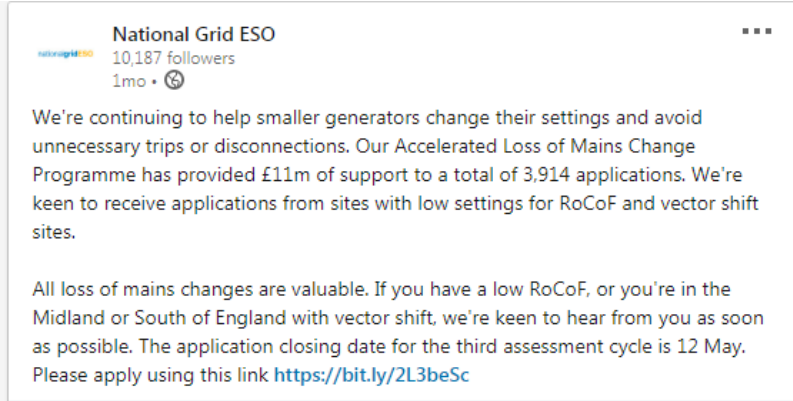 nationalgridESO
National Grid ESO
10,187 followers
1mo •
We're continuing to help smaller generators change their settings and avoid
unnecessary trips or disconnections. Our Accelerated Loss of Mains Change
Programme has provided £11m of support to a total of 3,914 applications. We're
keen to receive applications from sites with low settings for RoCoF and vector shift
sites.
All loss of mains changes are valuable. If you have a low RoCoF, or you're in the
Midland or South of England with vector shift, we're keen to hear from you as soon
as possible. The application closing date for the third assessment cycle is 12 May.
Please apply using this link https://bit.ly/2L3beSc